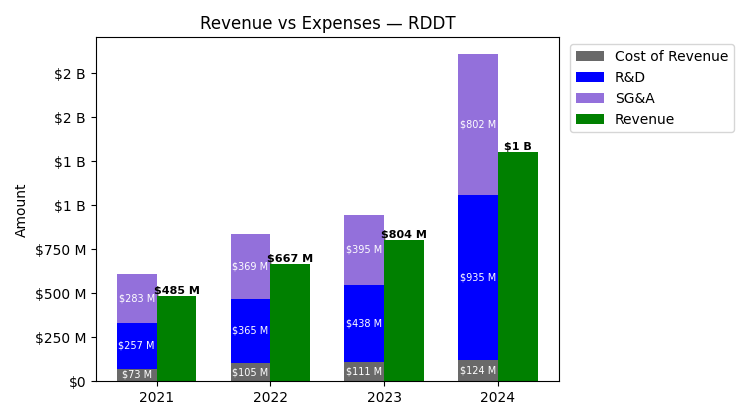 Revenue vs Expenses — RDDT
Cost of Revenue
R&D
SG&A
Revenue
Amount
$2 B
$2 B
$1 B
$1 B
$750 M
$500 M
$250 M
$0
$283 M
$257 M
$73 M
$485 M
$369 M
$365 M
$105 M
$667 M
$395 M
$438 M
$111 M
$804 M
$802 M
$935 M
$124 M
$1 B
2021
2022
2023
2024